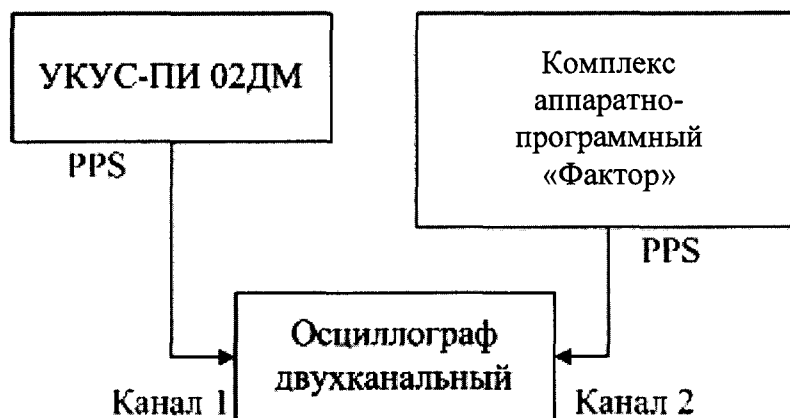 УКУС-ПИ 02ДМ
PPS
Комплекс
аппаратно-
программный
«Фактор»
PPS
Осциллограф
двухканальный
Канал 1
Канал 2